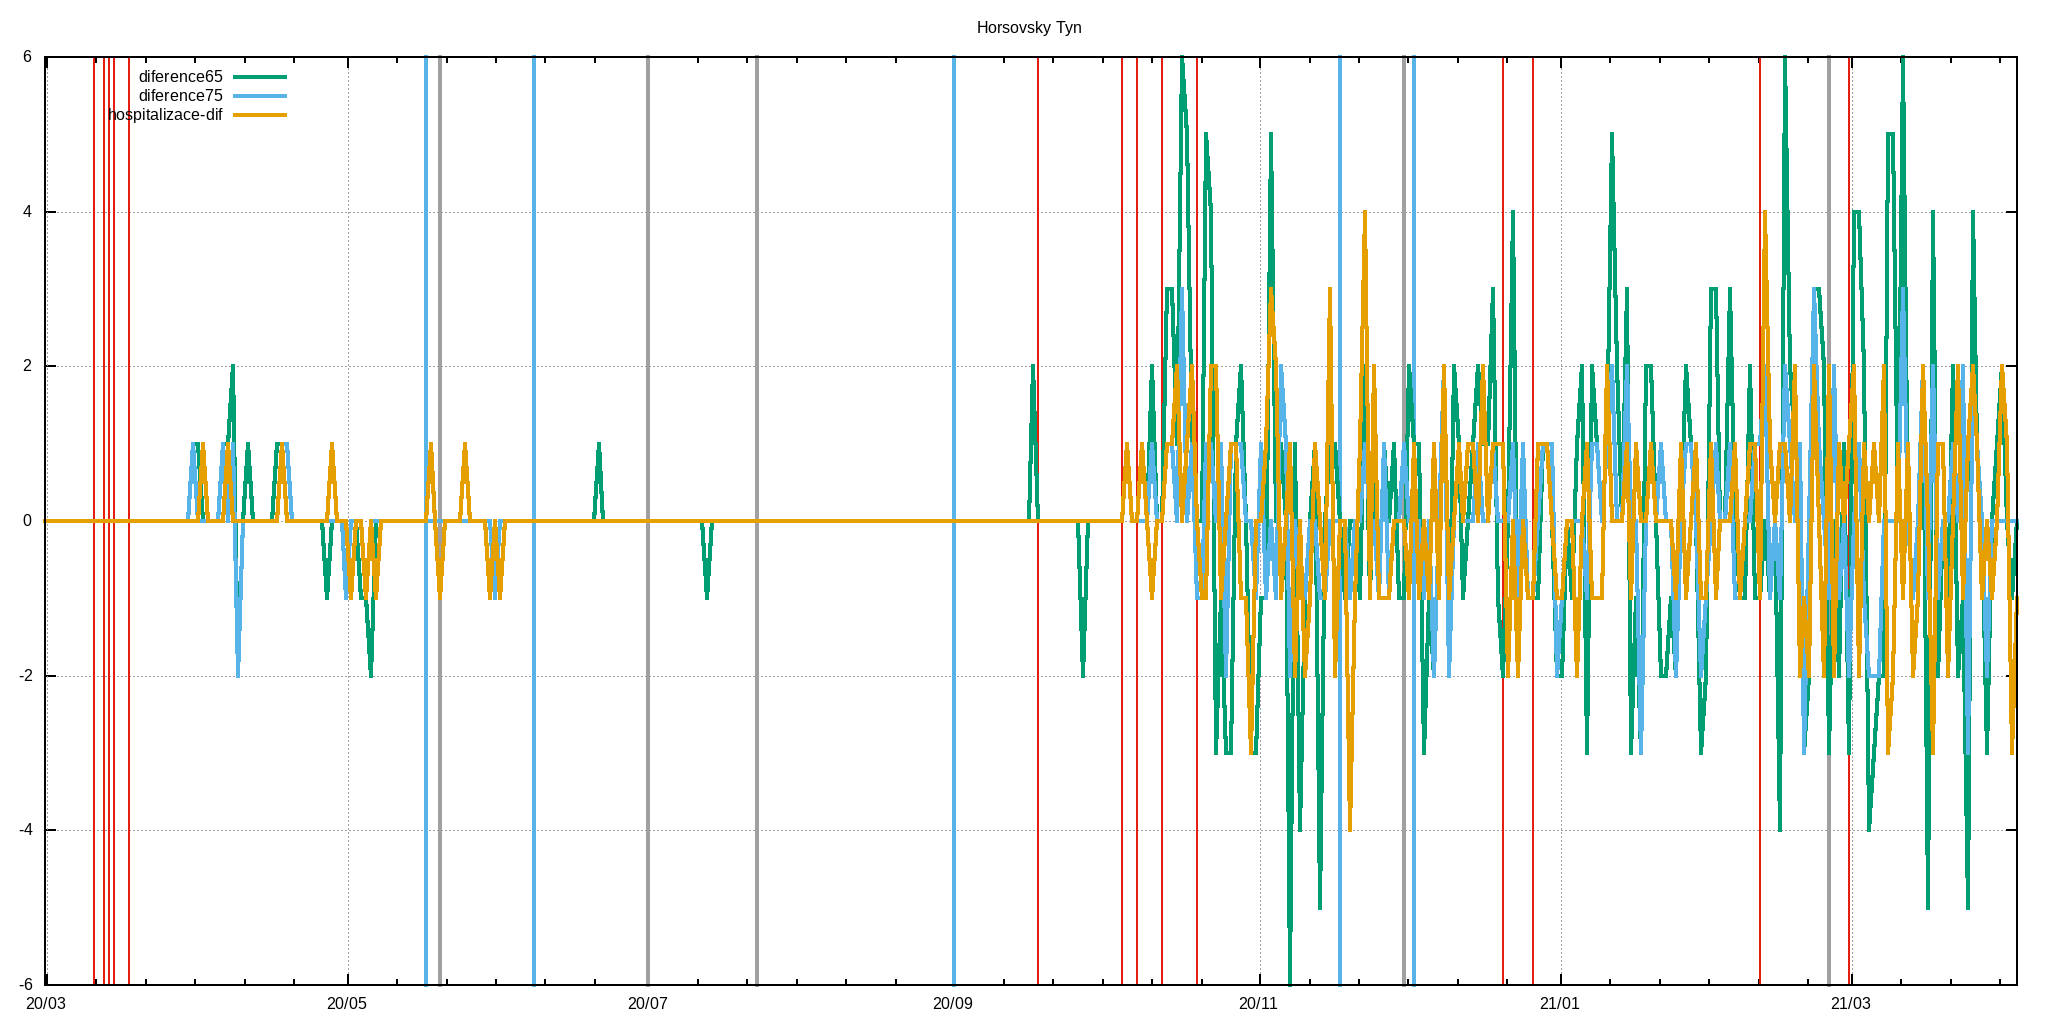 Horsovsky Tyn
diference65
diference75
hospitalizace-dif
6
4
2
0
-2
-4
-6
20/03 20/05 20/07 20/09 20/11 21/01 21/03